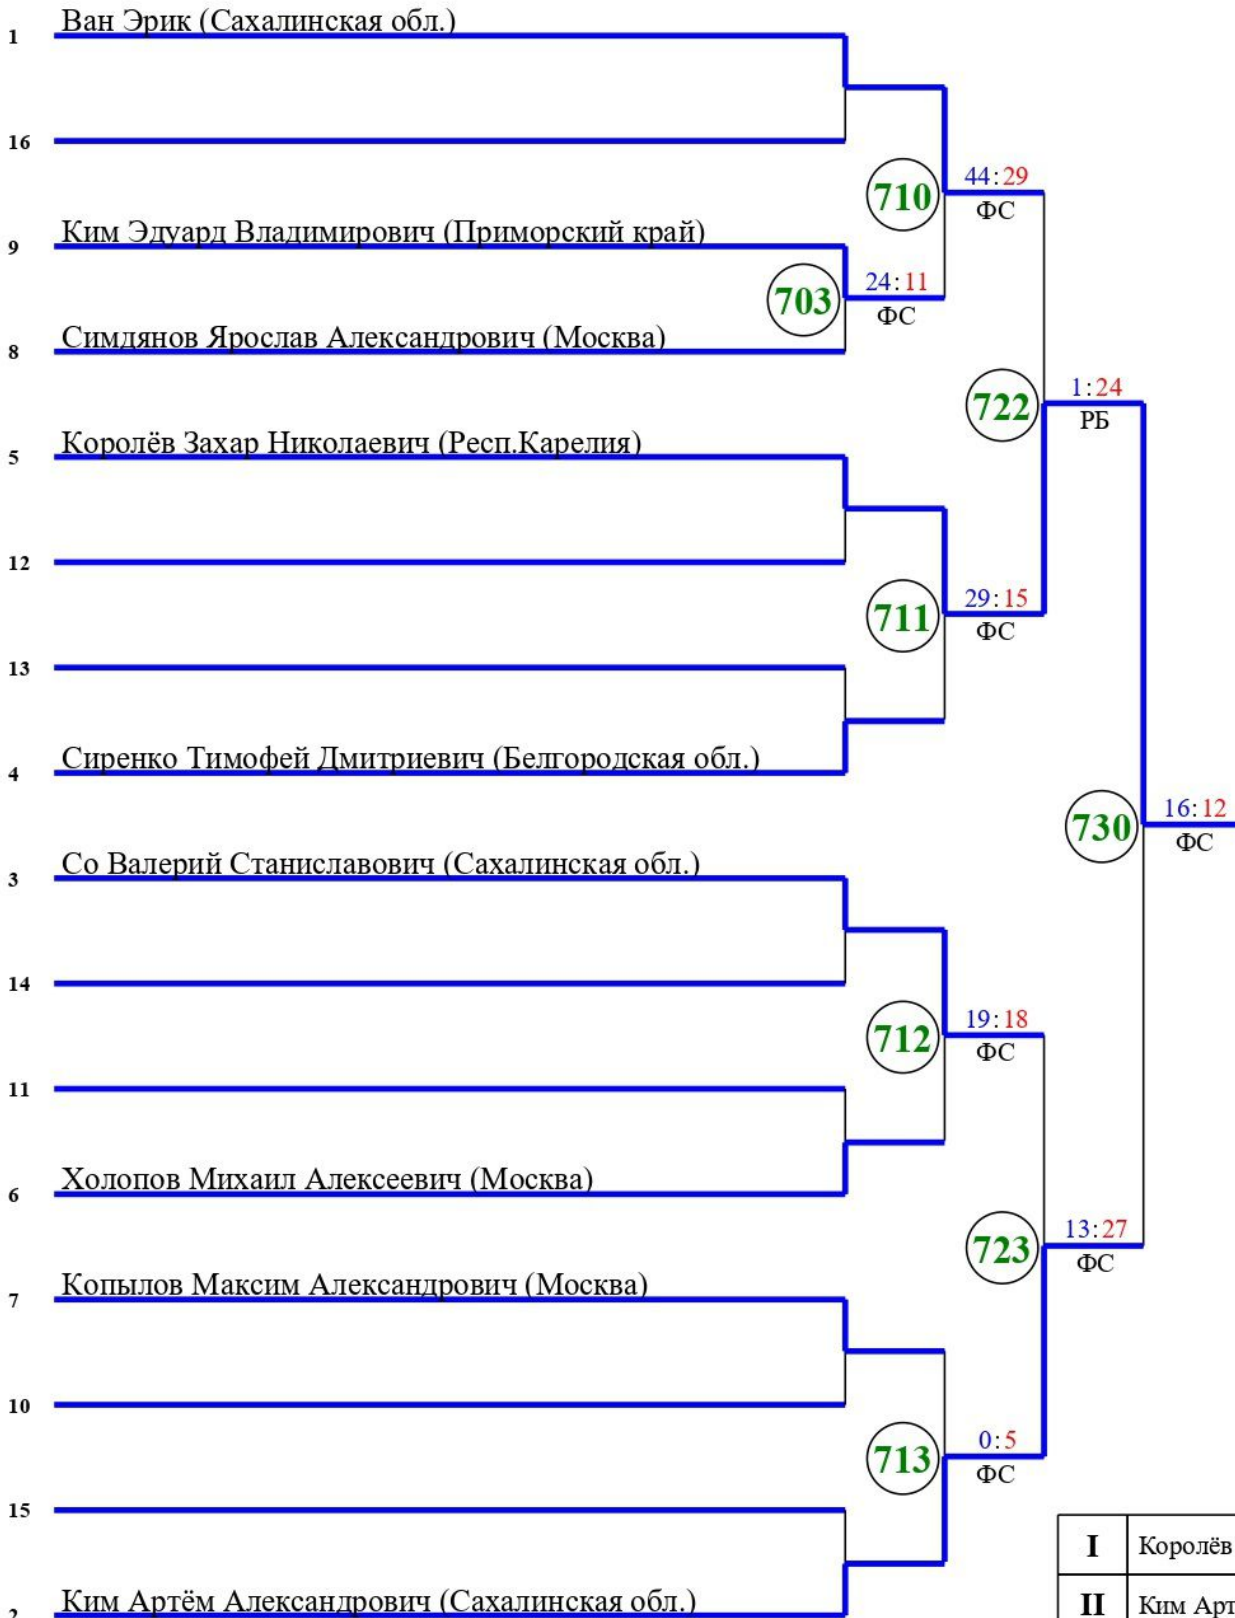 1 Ван Эрик (Сахалинская обл.)
16
710 44:29
ФС
9 Ким Эдуард Владимирович (Приморский край)
703 24:11
ФС
8 Симдянов Ярослав Александрович (Москва)
722 1:24
РБ
5 Королёв Захар Николаевич (Респ.Карелия)
12
711 29:15
ФС
13
4 Сиренко Тимофей Дмитриевич (Белгородская обл.)
730 16:12
ФС
3 Со Валерий Станиславович (Сахалинская обл.)
14
712 19:18
ФС
11
6 Холопов Михаил Алексеевич (Москва)
723 13:27
ФС
7 Копылов Максим Александрович (Москва)
10
713 0:5
ФС
15
I Королёв
2 Ким Артём Александрович (Сахалинская обл.)
II Ким Арт